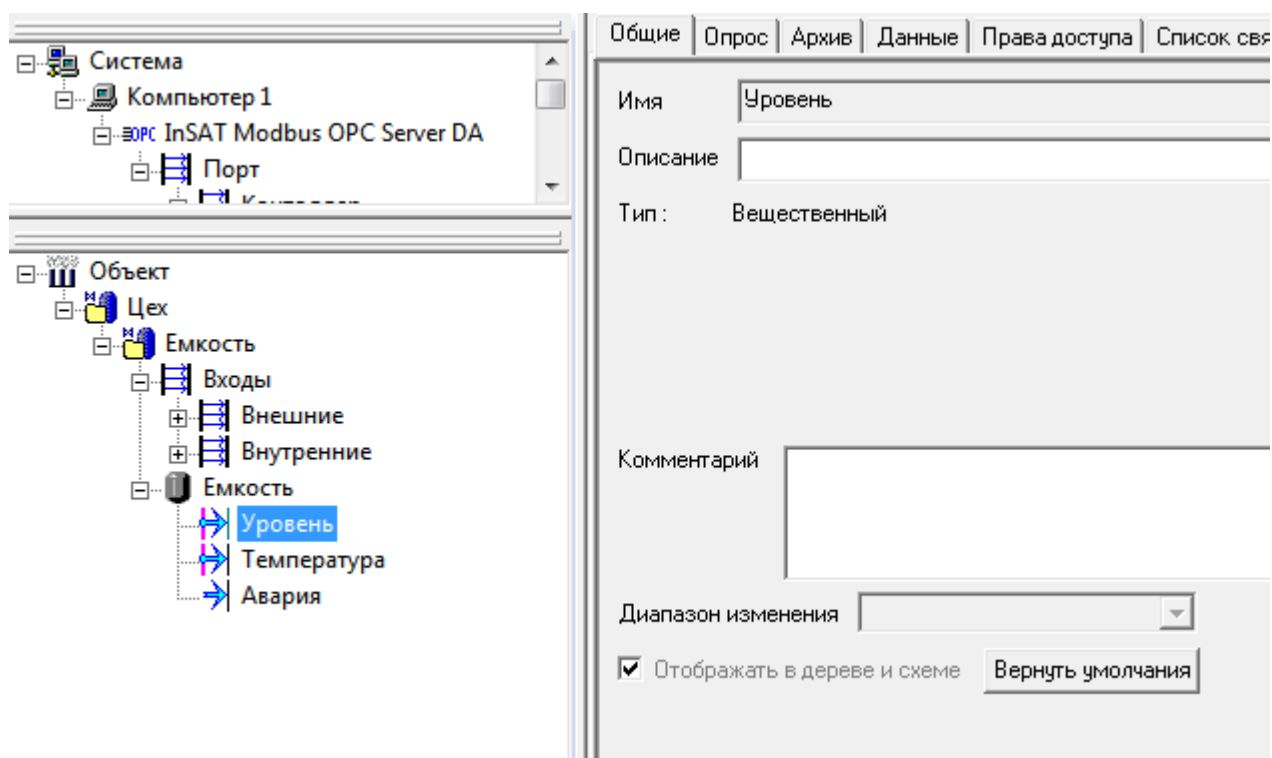 Система
Компьютер 1
OPC InSAT Modbus OPC Server DA
Порт
Объект
Цех
Емкость
Входы
Внешние
Внутренние
Емкость
Уровень
Температура
Авария
Общие Опрос Архив Данные Права доступа Список свя
Имя Уровень
Описание
Тип : Вещественный
Комментарий
Диапазон изменения
Отображать в дереве и схеме Вернуть умолчания